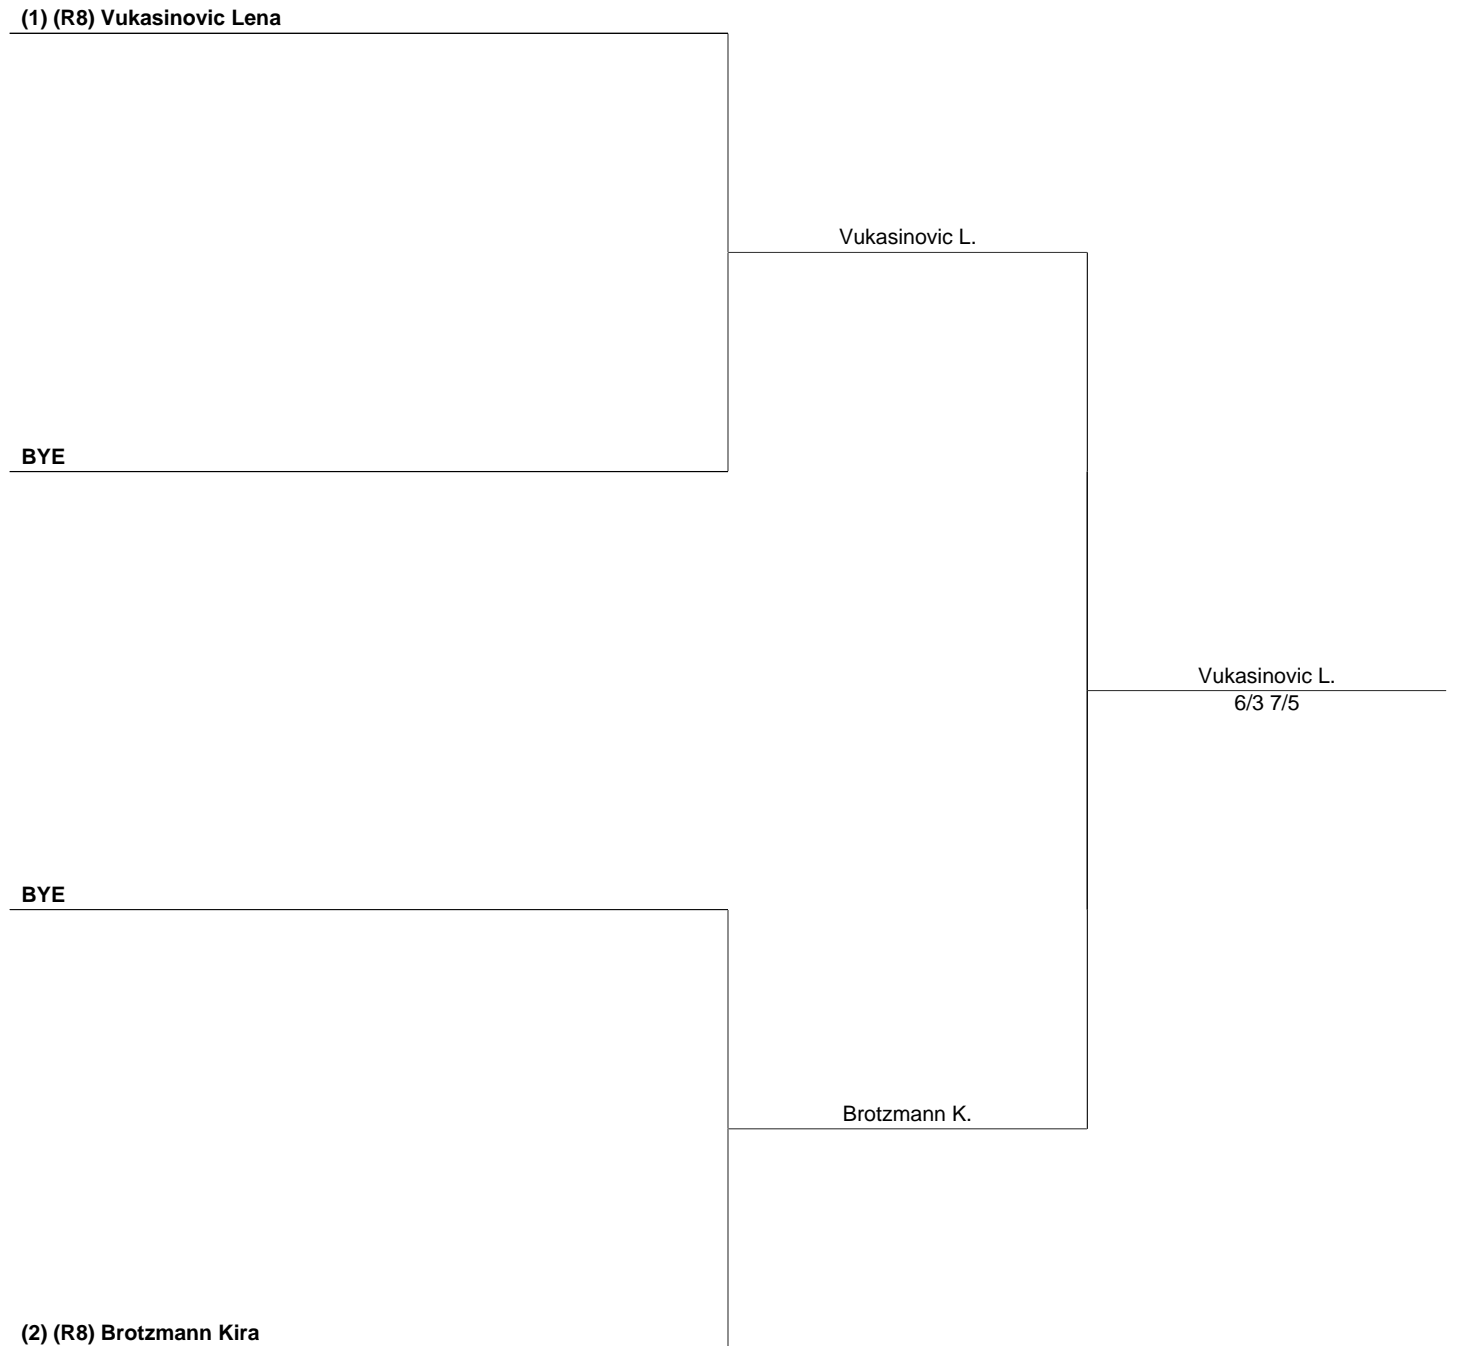 (1) (R8) Vukasinovic Lena
Vukasinovic L.
BYE
Vukasinovic L.
6/3 7/5
BYE
Brotzmann K.
(2) (R8) Brotzmann Kira